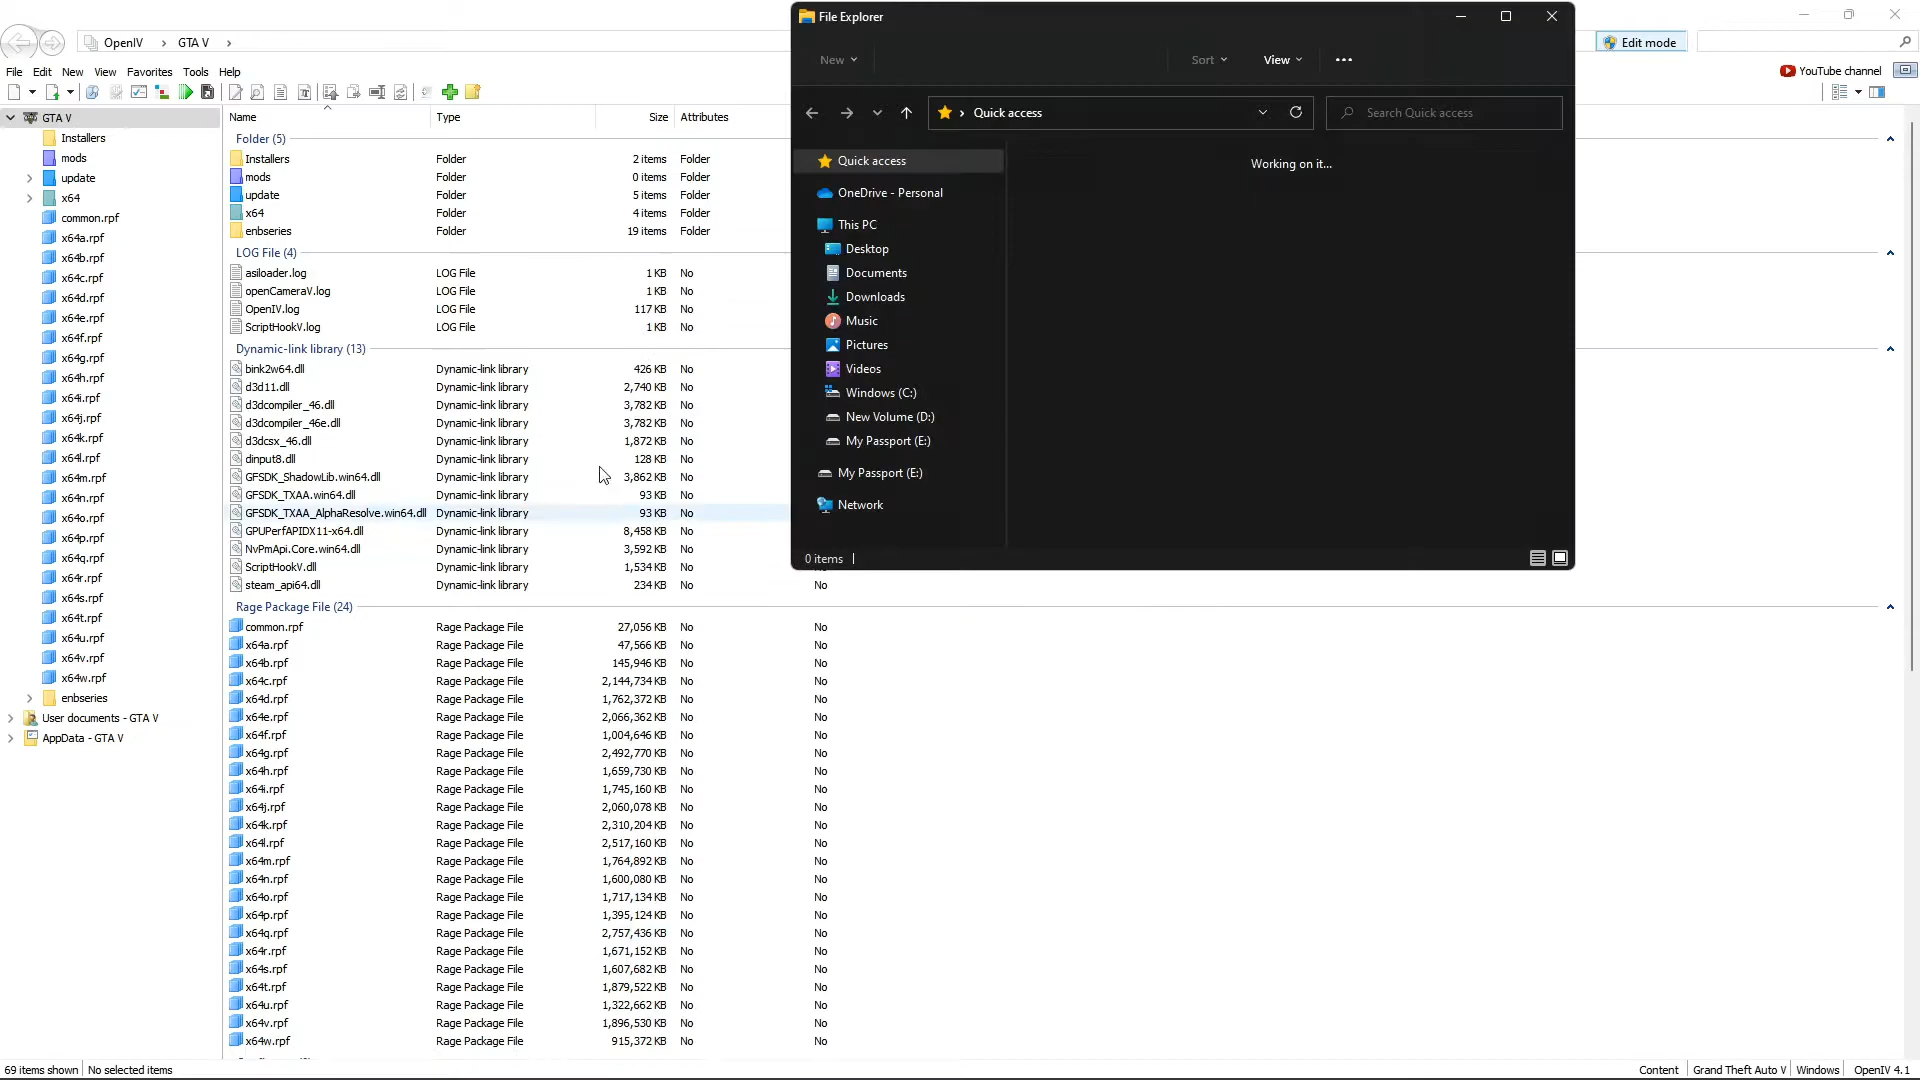 OpenIV › GTA V ›
Edit mode
File Edit New View Favorites Tools Help
YouTube channel
GTA V
Installers
mods
update
x64
common.rpf
x64a.rpf
x64b.rpf
x64c.rpf
x64d.rpf
x64e.rpf
x64f.rpf
x64g.rpf
x64h.rpf
x64i.rpf
x64j.rpf
x64k.rpf
x64l.rpf
x64m.rpf
x64n.rpf
x64o.rpf
x64p.rpf
x64q.rpf
x64r.rpf
x64s.rpf
x64t.rpf
x64u.rpf
x64v.rpf
x64w.rpf
enbseries
User documents - GTA V
AppData - GTA V
Name Type Size Attributes
Folder (5)
Installers Folder 2 items Folder
mods Folder 0 items Folder
update Folder 5 items Folder
x64 Folder 4 items Folder
enbseries Folder 19 items Folder
LOG File (4)
asiloader.log LOG File 1 KB No
openCameraV.log LOG File 1 KB No
OpenIV.log LOG File 117 KB No
ScriptHookV.log LOG File 1 KB No
Dynamic-link library (13)
bink2w64.dll Dynamic-link library 426 KB No
d3d11.dll Dynamic-link library 2,740 KB No
d3dcompiler_46.dll Dynamic-link library 3,782 KB No
d3dcompiler_46e.dll Dynamic-link library 3,782 KB No
d3dcsx_46.dll Dynamic-link library 1,872 KB No
dinput8.dll Dynamic-link library 128 KB No
GFSDK_ShadowLib.win64.dll Dynamic-link library 3,862 KB No
GFSDK_TXAA.win64.dll Dynamic-link library 93 KB No
GFSDK_TXAA_AlphaResolve.win64.dll Dynamic-link library 93 KB No
GPUPerfAPIDX11-x64.dll Dynamic-link library 8,458 KB No
NvPmApi.Core.win64.dll Dynamic-link library 3,592 KB No
ScriptHookV.dll Dynamic-link library 1,534 KB No
steam_api64.dll Dynamic-link library 234 KB No No
Rage Package File (24)
common.rpf Rage Package File 27,056 KB No No
x64a.rpf Rage Package File 47,566 KB No No
x64b.rpf Rage Package File 145,946 KB No No
x64c.rpf Rage Package File 2,144,734 KB No No
x64d.rpf Rage Package File 1,762,372 KB No No
x64e.rpf Rage Package File 2,066,362 KB No No
x64f.rpf Rage Package File 1,004,646 KB No No
x64g.rpf Rage Package File 2,492,770 KB No No
x64h.rpf Rage Package File 1,659,730 KB No No
x64i.rpf Rage Package File 1,745,160 KB No No
x64j.rpf Rage Package File 2,060,078 KB No No
x64k.rpf Rage Package File 2,310,204 KB No No
x64l.rpf Rage Package File 2,517,160 KB No No
x64m.rpf Rage Package File 1,764,892 KB No No
x64n.rpf Rage Package File 1,600,080 KB No No
x64o.rpf Rage Package File 1,717,134 KB No No
x64p.rpf Rage Package File 1,395,124 KB No No
x64q.rpf Rage Package File 2,757,436 KB No No
x64r.rpf Rage Package File 1,671,152 KB No No
x64s.rpf Rage Package File 1,607,682 KB No No
x64t.rpf Rage Package File 1,879,522 KB No No
x64u.rpf Rage Package File 1,322,662 KB No No
x64v.rpf Rage Package File 1,896,530 KB No No
x64w.rpf Rage Package File 915,372 KB No No
File Explorer
New Sort View
› Quick access
Search Quick access
Quick access
OneDrive - Personal
This PC
Desktop
Documents
Downloads
Music
Pictures
Videos
Windows (C:)
New Volume (D:)
My Passport (E:)
My Passport (E:)
Network
Working on it...
0 items
69 items shown No selected items
Content Grand Theft Auto V Windows OpenIV 4.1